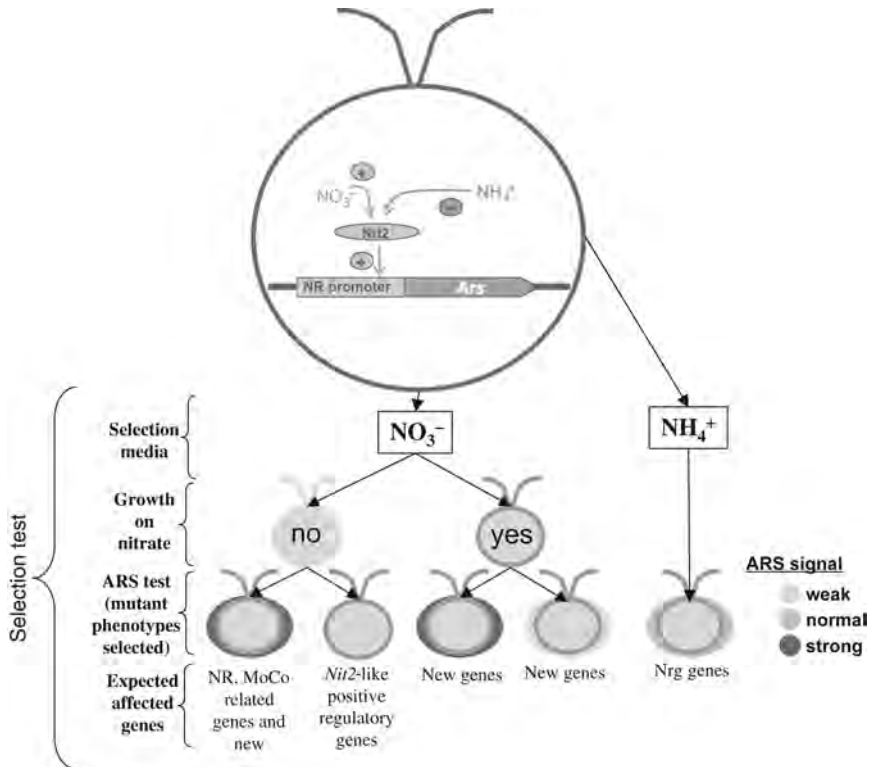 NO₃⁻
NH₄⁺
Nit2
NR promoter
Ars
Selection test
Selection
media
NO₃⁻
NH₄⁺
Growth
on
nitrate
no
yes
ARS test
(mutant
phenotypes
selected)
ARS signal
weak
normal
strong
Expected
affected
genes
NR, MoCo
related
genes and
new
Nit2-like
positive
regulatory
genes
New genes
New genes
Nrg genes